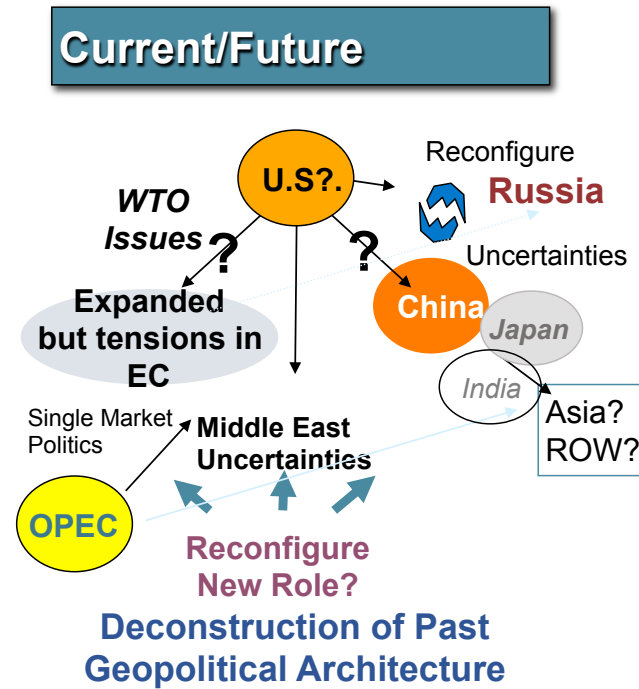 Current/Future
U.S?.
Reconfigure
Russia
WTO
Issues
?
?
Uncertainties
Expanded
but tensions in
EC
China
Japan
India
Asia?
ROW?
Single Market
Politics
Middle East
Uncertainties
OPEC
Reconfigure
New Role?
Deconstruction of Past
Geopolitical Architecture